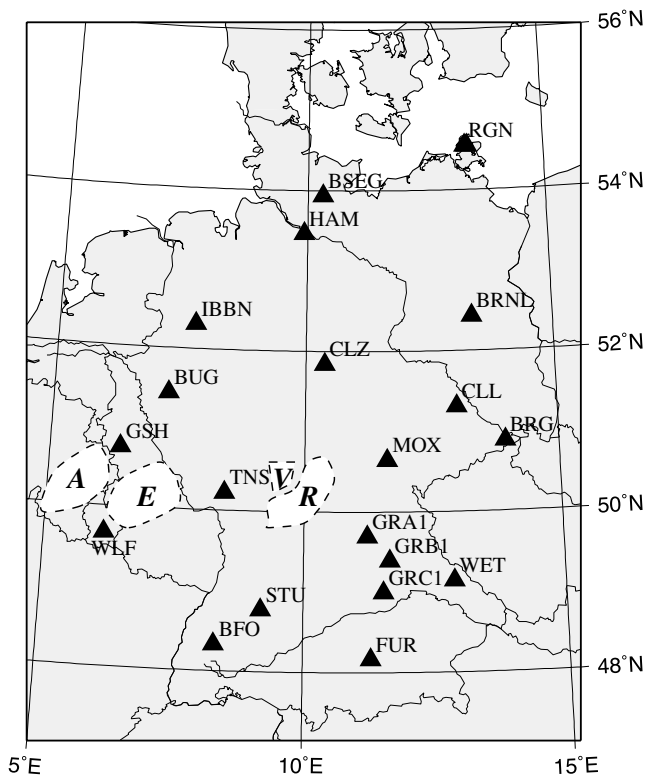 56°N
RGN
54°N
BSEG
HAM
IBBN
BRNL
52°N
CLZ
BUG
CLL
BRG
GSH
MOX
A
E
TNS
V
R
50°N
GRA1
WLF
GRB1
WET
GRC1
STU
BFO
FUR
48°N
5°E
10°E
15°E